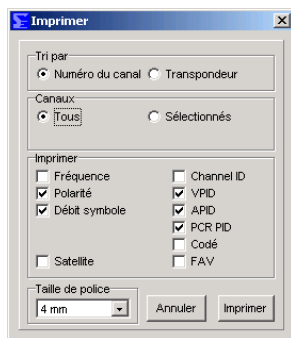 Imprimer
Tri par
Numéro du canal Transpondeur
Canaux
Tous Sélectionnés
Imprimer
Fréquence Channel ID
Polarité VPID
Débit symbole APID
PCR PID
Codé
Satellite FAV
Taille de police
4 mm Annuler Imprimer